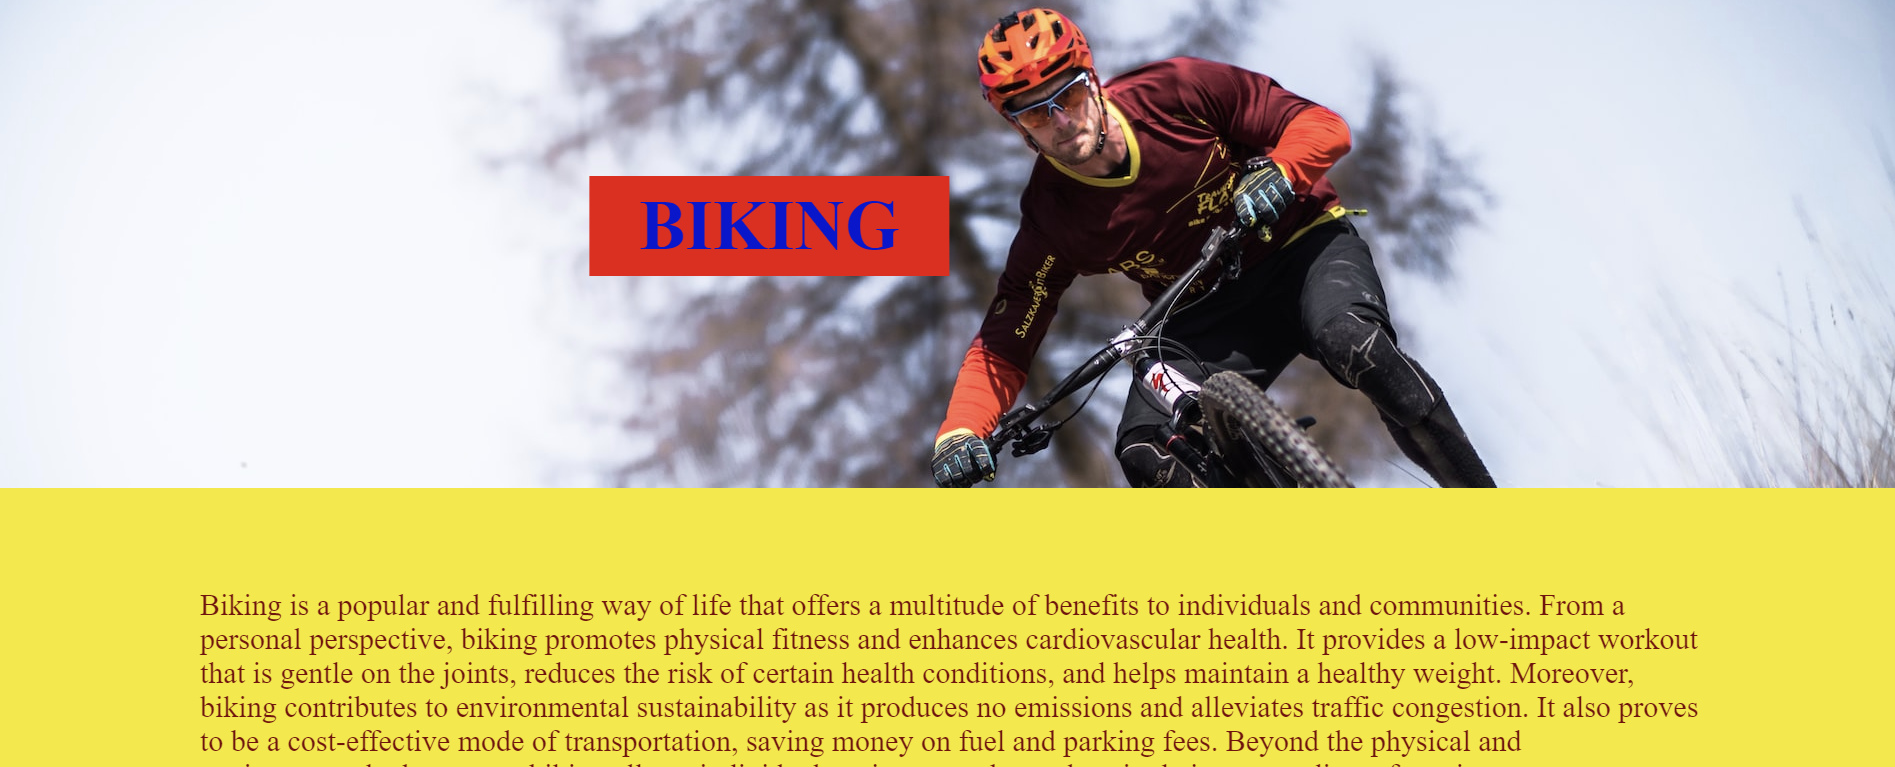 BIKING
SALZKAMMERGUTBIKER
Biking is a popular and fulfilling way of life that offers a multitude of benefits to individuals and communities. From a
personal perspective, biking promotes physical fitness and enhances cardiovascular health. It provides a low-impact workout
that is gentle on the joints, reduces the risk of certain health conditions, and helps maintain a healthy weight. Moreover,
biking contributes to environmental sustainability as it produces no emissions and alleviates traffic congestion. It also proves
to be a cost-effective mode of transportation, saving money on fuel and parking fees. Beyond the physical and